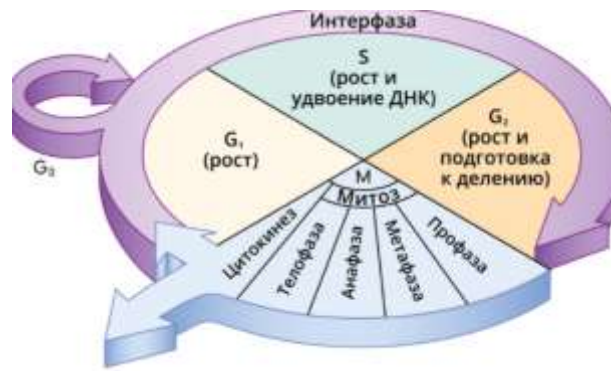 Интерфаза
S
(рост и
удвоение ДНК)
G₁
(рост)
G₂
(рост и
подготовка
к делению)
G₀
М
Митоз
Цитокинез
Телофаза
Анафаза
Метафаза
Профаза